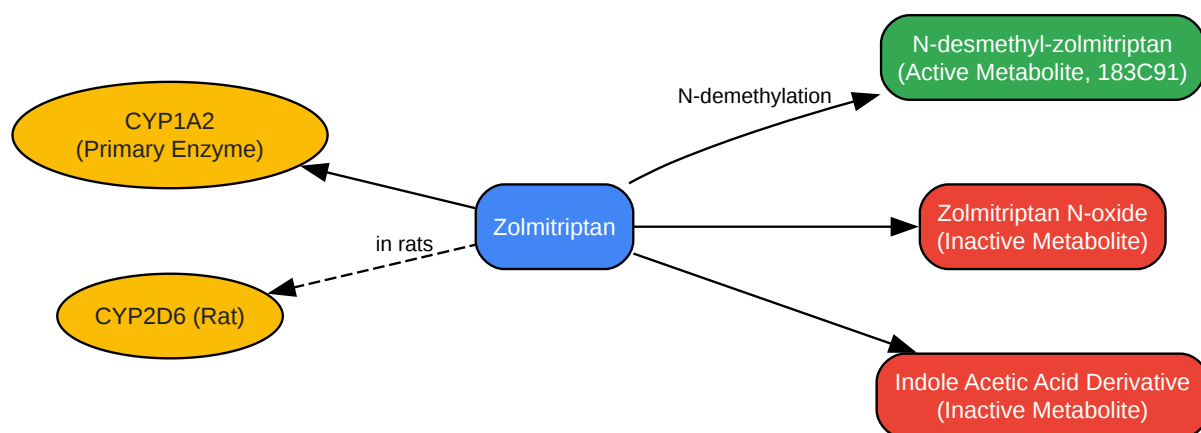 N-desmethyl-zolmitriptan
(Active Metabolite, 183C91)
N-demethylation
CYP1A2
(Primary Enzyme)
Zolmitriptan
Zolmitriptan N-oxide
(Inactive Metabolite)
in rats
CYP2D6 (Rat)
Indole Acetic Acid Derivative
(Inactive Metabolite)